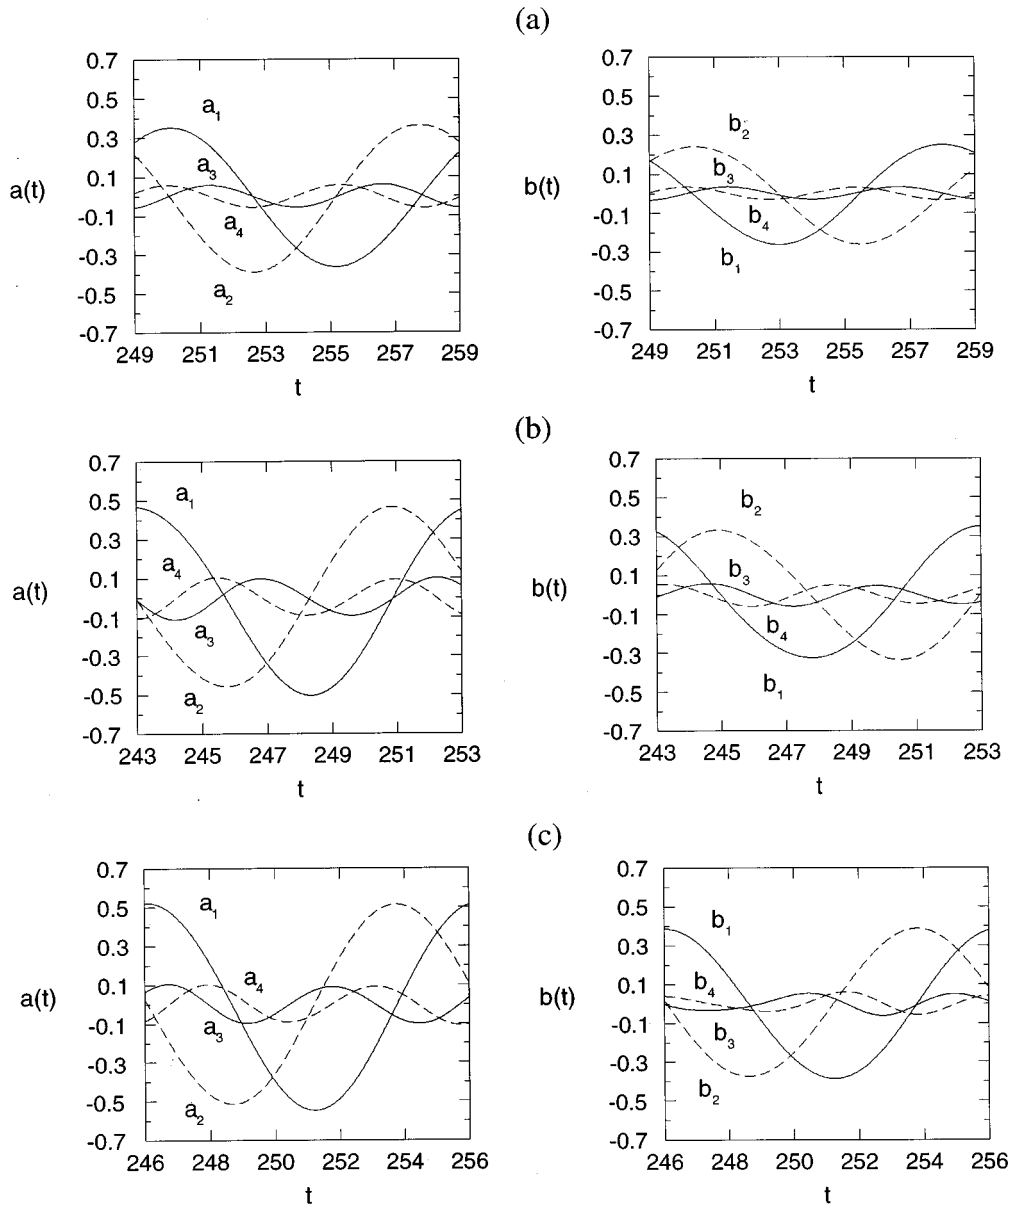 (a)
0.7
0.5
0.3
0.1
-0.1
-0.3
-0.5
-0.7
a(t)
a1
a3
a4
a2
249 251 253 255 257 259
t
0.7
0.5
0.3
0.1
-0.1
-0.3
-0.5
-0.7
b(t)
b2
b3
b4
b1
249 251 253 255 257 259
t
(b)
0.7
0.5
0.3
0.1
-0.1
-0.3
-0.5
-0.7
a(t)
a1
a4
a3
a2
243 245 247 249 251 253
t
0.7
0.5
0.3
0.1
-0.1
-0.3
-0.5
-0.7
b(t)
b2
b3
b4
b1
243 245 247 249 251 253
t
(c)
0.7
0.5
0.3
0.1
-0.1
-0.3
-0.5
-0.7
a(t)
a1
a4
a3
a2
246 248 250 252 254 256
t
0.7
0.5
0.3
0.1
-0.1
-0.3
-0.5
-0.7
b(t)
b1
b4
b3
b2
246 248 250 252 254 256
t